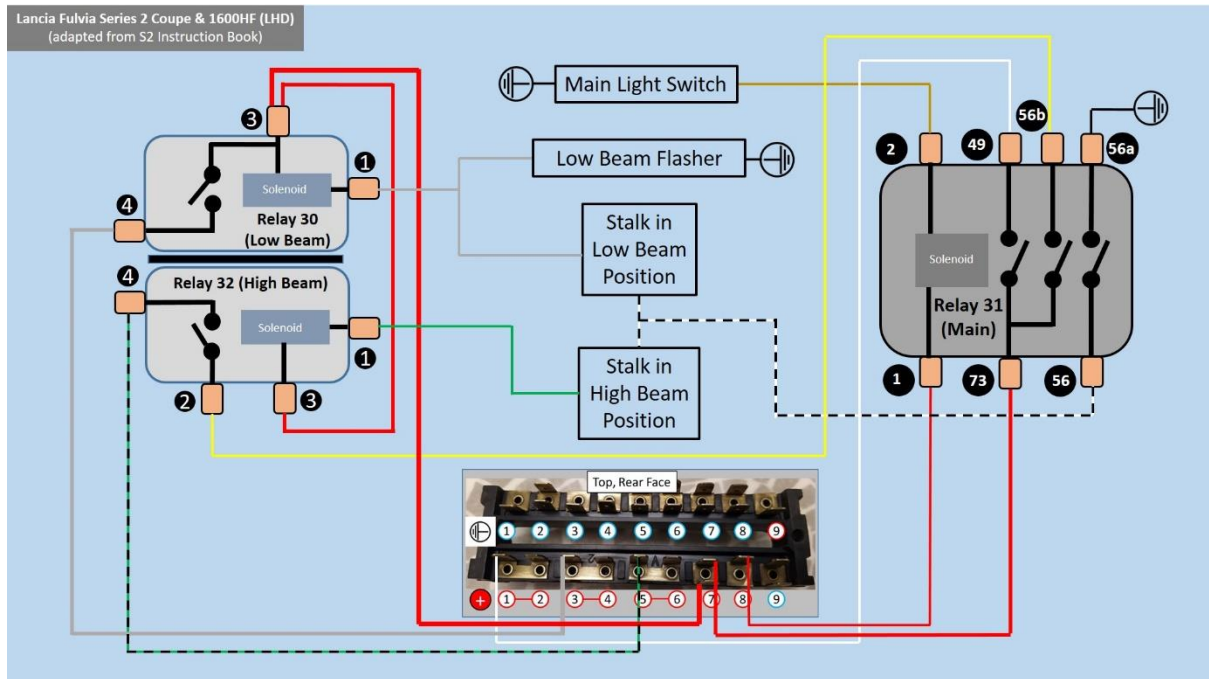 Lancia Fulvia Series 2 Coupe & 1600HF (LHD)
(adapted from S2 Instruction Book)
3
1
Solenoid
Relay 30
(Low Beam)
4
4
Relay 32 (High Beam)
Solenoid
1
2
3
Main Light Switch
Low Beam Flasher
Stalk in
Low Beam
Position
Stalk in
High Beam
Position
2
49
56b
56a
Solenoid
Relay 31
(Main)
1
73
56
Top, Rear Face
1 2 3 4 5 6 7 8 9
+ 1 2 3 4 5 6 7 8 9